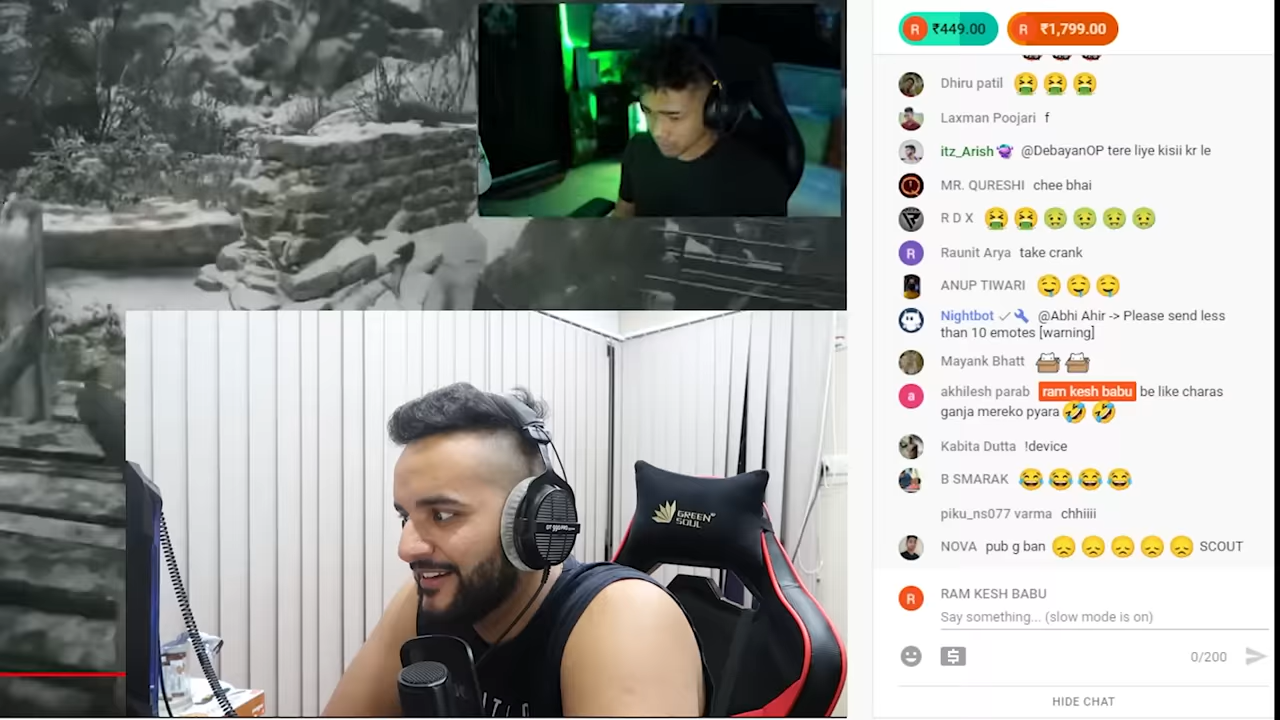 R ₹449.00 R ₹1,799.00
Dhiru patil 🤮 🤮 🤮
Laxman Poojari f
itz_Arish @DebayanOP tere liye kisii kr le
MR. QURESHI chee bhai
R D X 🤮 🤮 🤢 🤢 🤢 🤢
R Raunit Arya take crank
ANUP TIWARI 🤤 🤤 🤤
Nightbot @Abhi Ahir -> Please send less
than 10 emotes [warning]
Mayank Bhatt
a akhilesh parab ram kesh babu be like charas
ganja mereko pyara 🤣 🤣
Kabita Dutta !device
B SMARAK 😂 😂 😂 😂
piku_ns077 varma chhiiii
NOVA pub g ban 😞 😞 😞 😞 😞 SCOUT
R RAM KESH BABU
Say something... (slow mode is on)
0/200
HIDE CHAT
GREEN
SOUL
DT 990 PRO